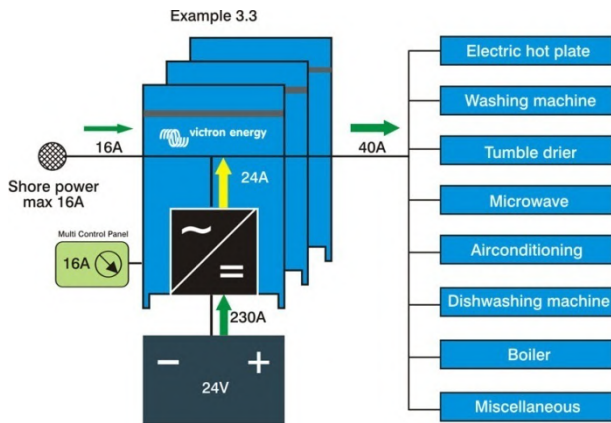 Example 3.3
victron energy
16A
40A
24A
Shore power
max 16A
Multi Control Panel
16A
230A
24V
Electric hot plate
Washing machine
Tumble drier
Microwave
Airconditioning
Dishwashing machine
Boiler
Miscellaneous